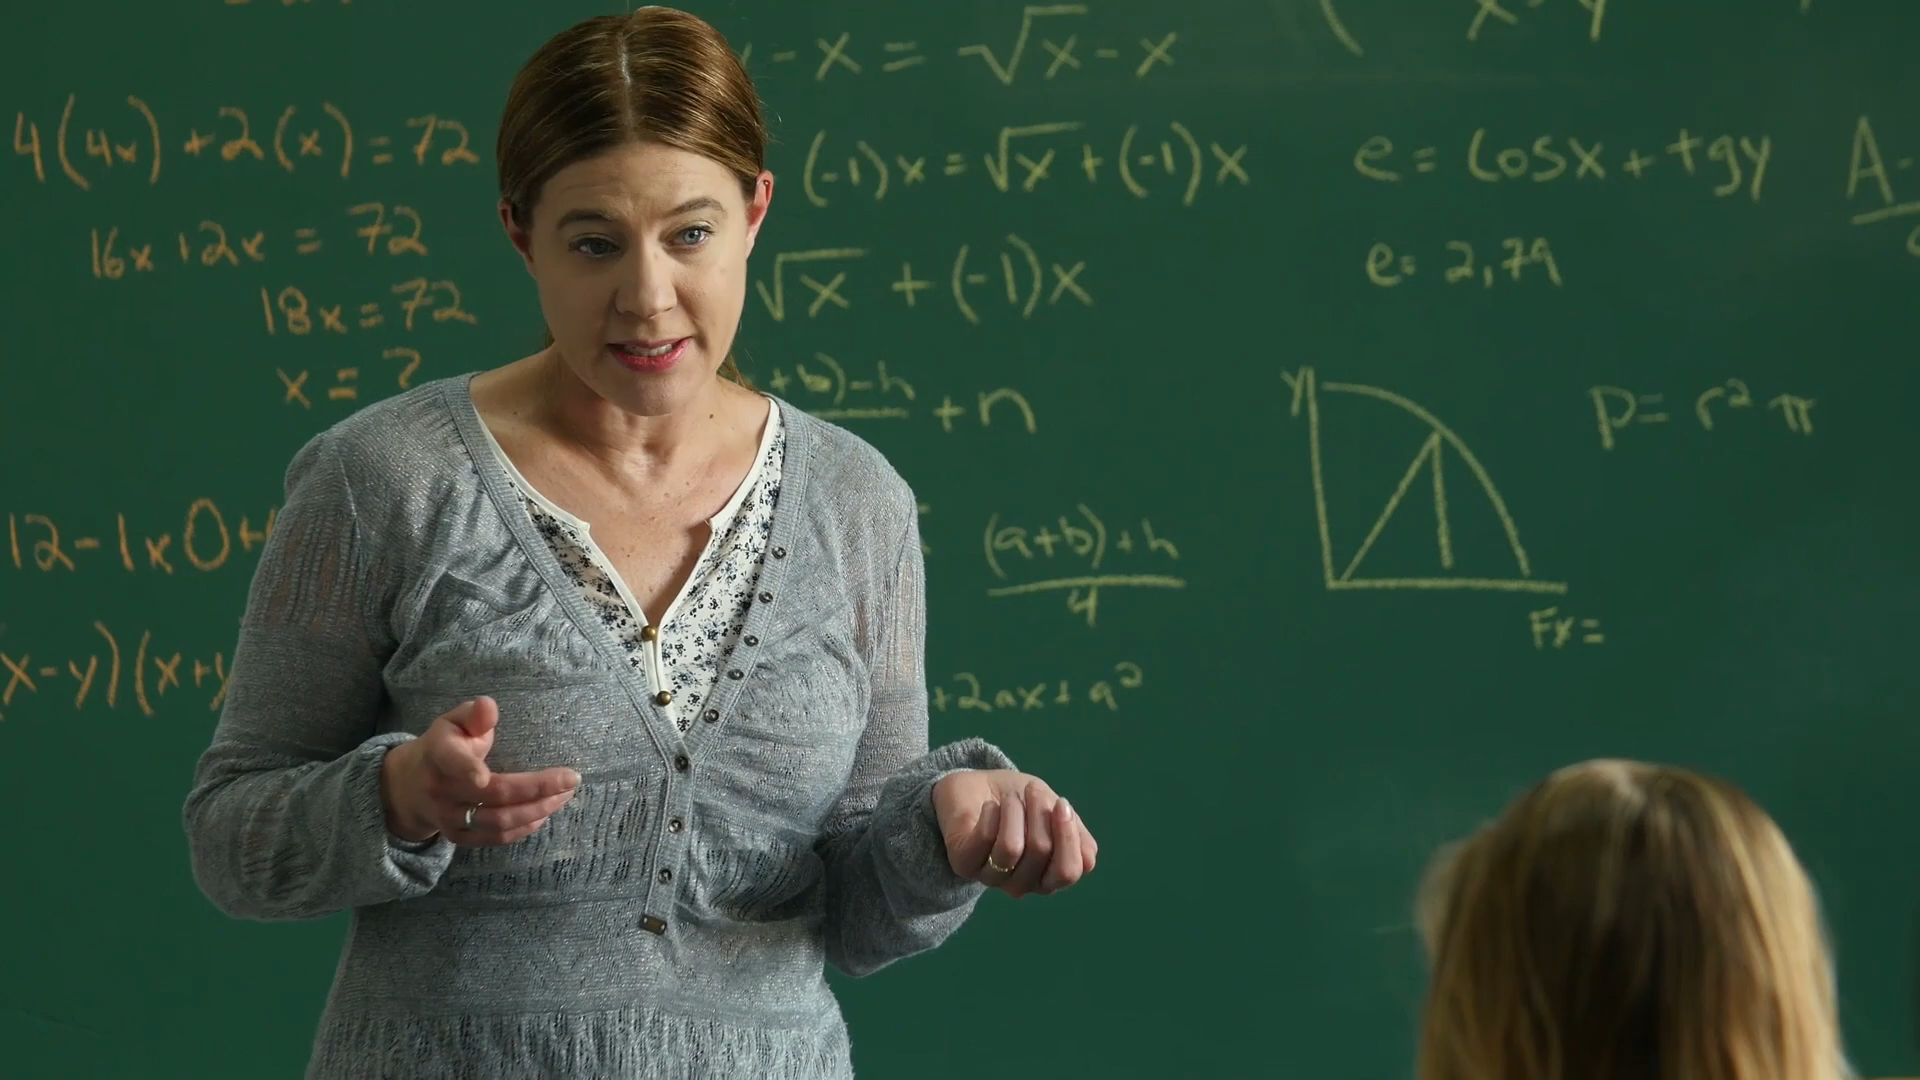 4(4x)+2(x)=72
16x+2x = 72
18x=72
x = ?
12-1x0+
x-y)(x+y
-x = √x-x
(-1)x=√x+(-1)x
√x + (-1)x
+b)-h
+n
(a+b)+h
4
+2ax+a²
x-y
e= Cosx+tgy
e= 2,79
y
p= r² π
Fx=
A-